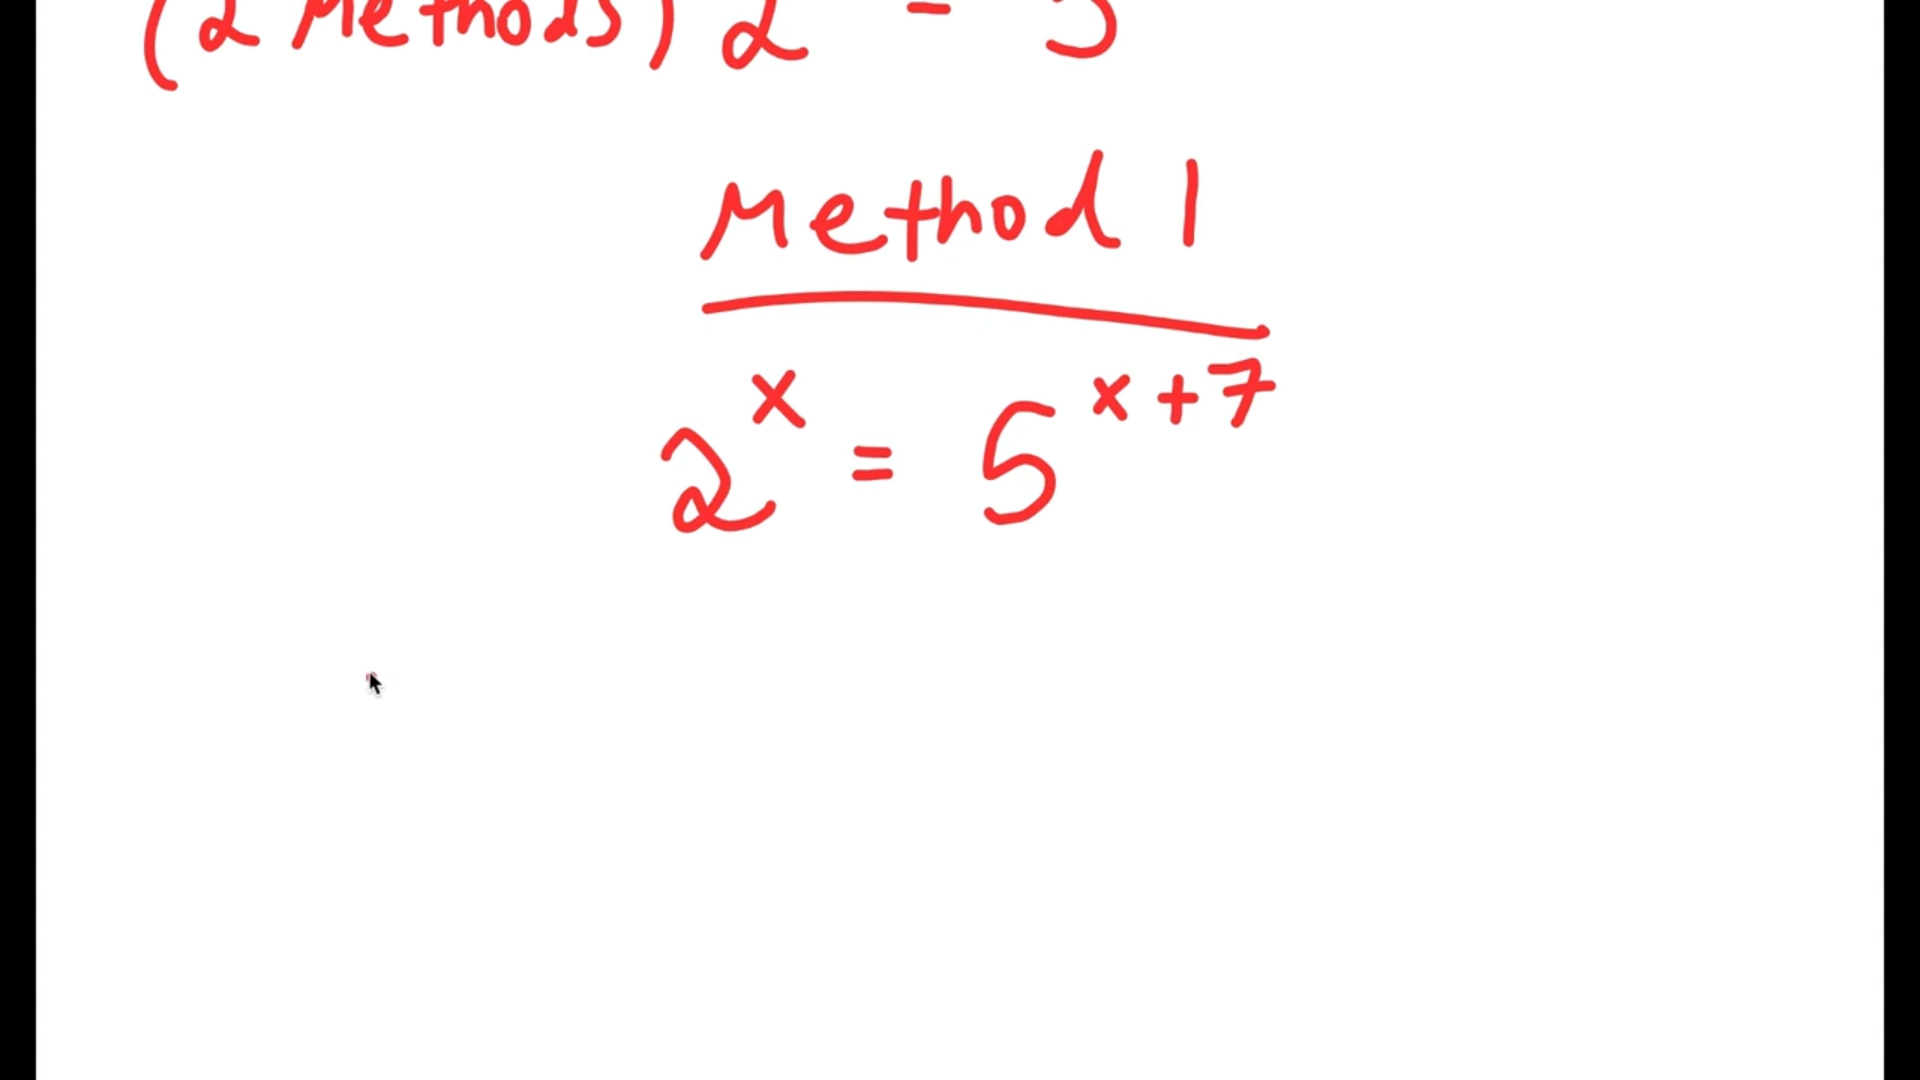 (2 Methods) 2 = 5
Method 1
2^x = 5^x+7